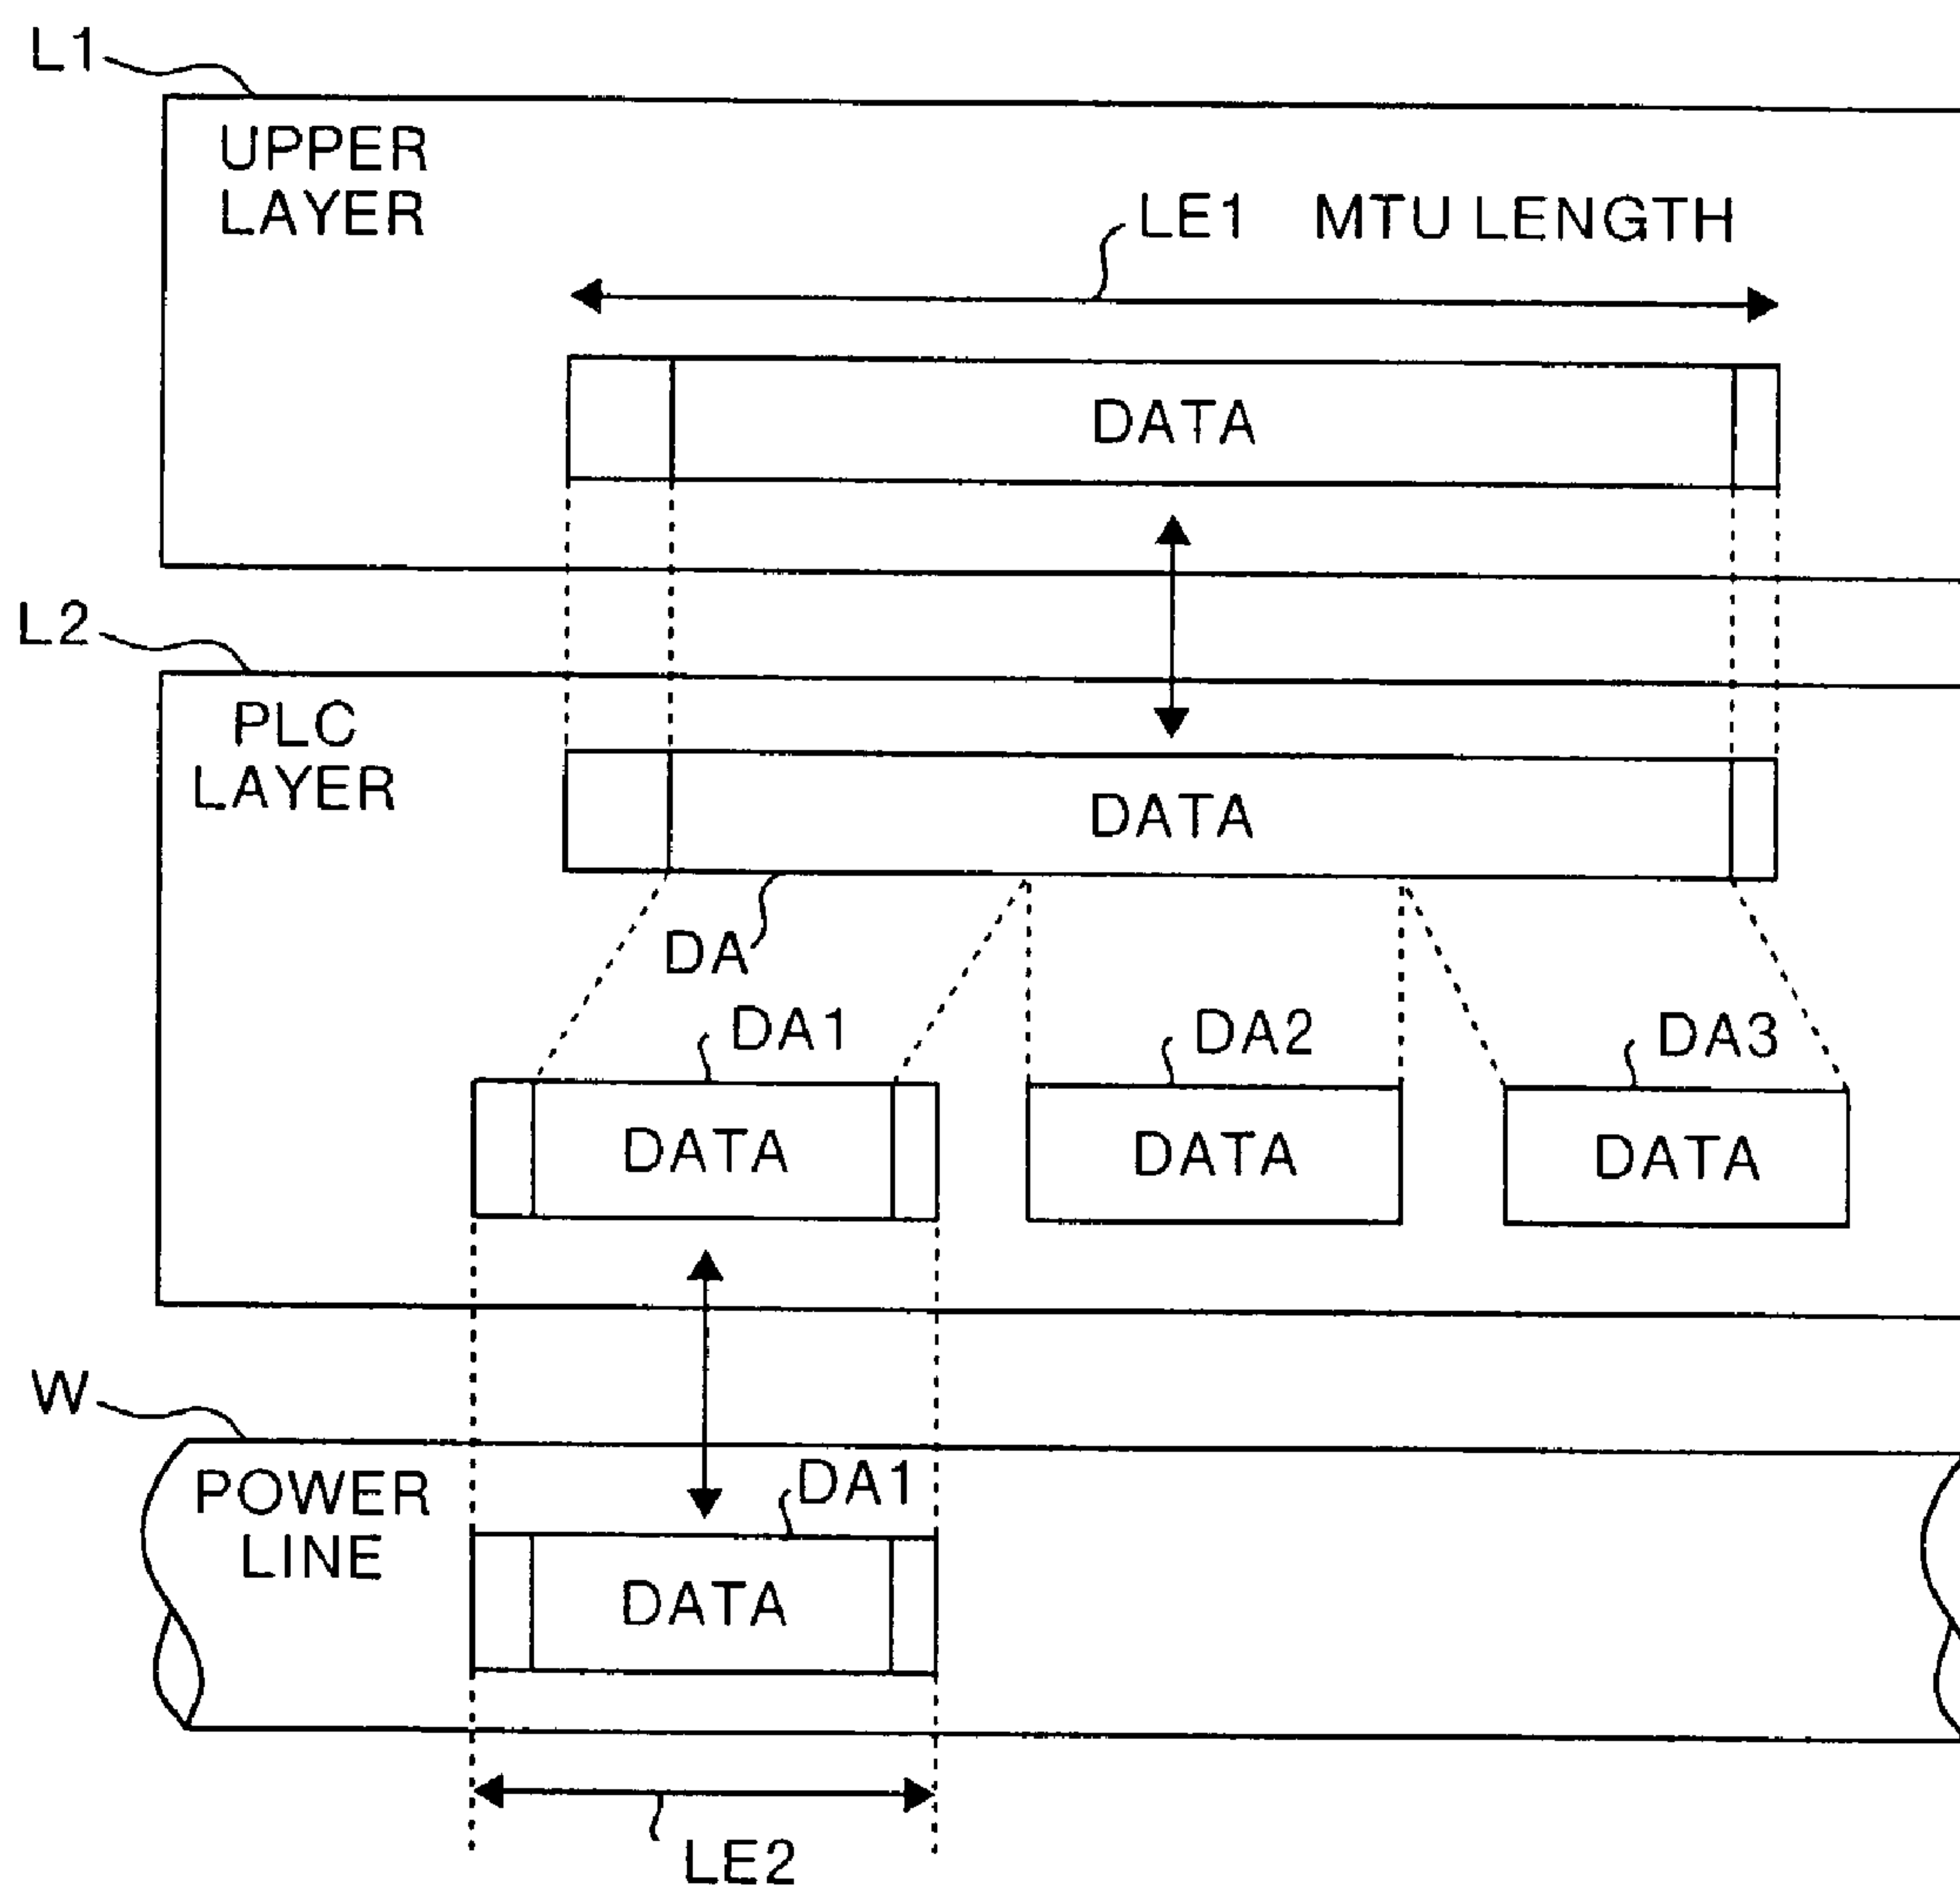 L1
UPPER
LAYER
LE1 MTU LENGTH
DATA
L2
PLC
LAYER
DATA
DA
DA1
DA2
DA3
DATA
DATA
DATA
W
POWER
LINE
DA1
DATA
LE2